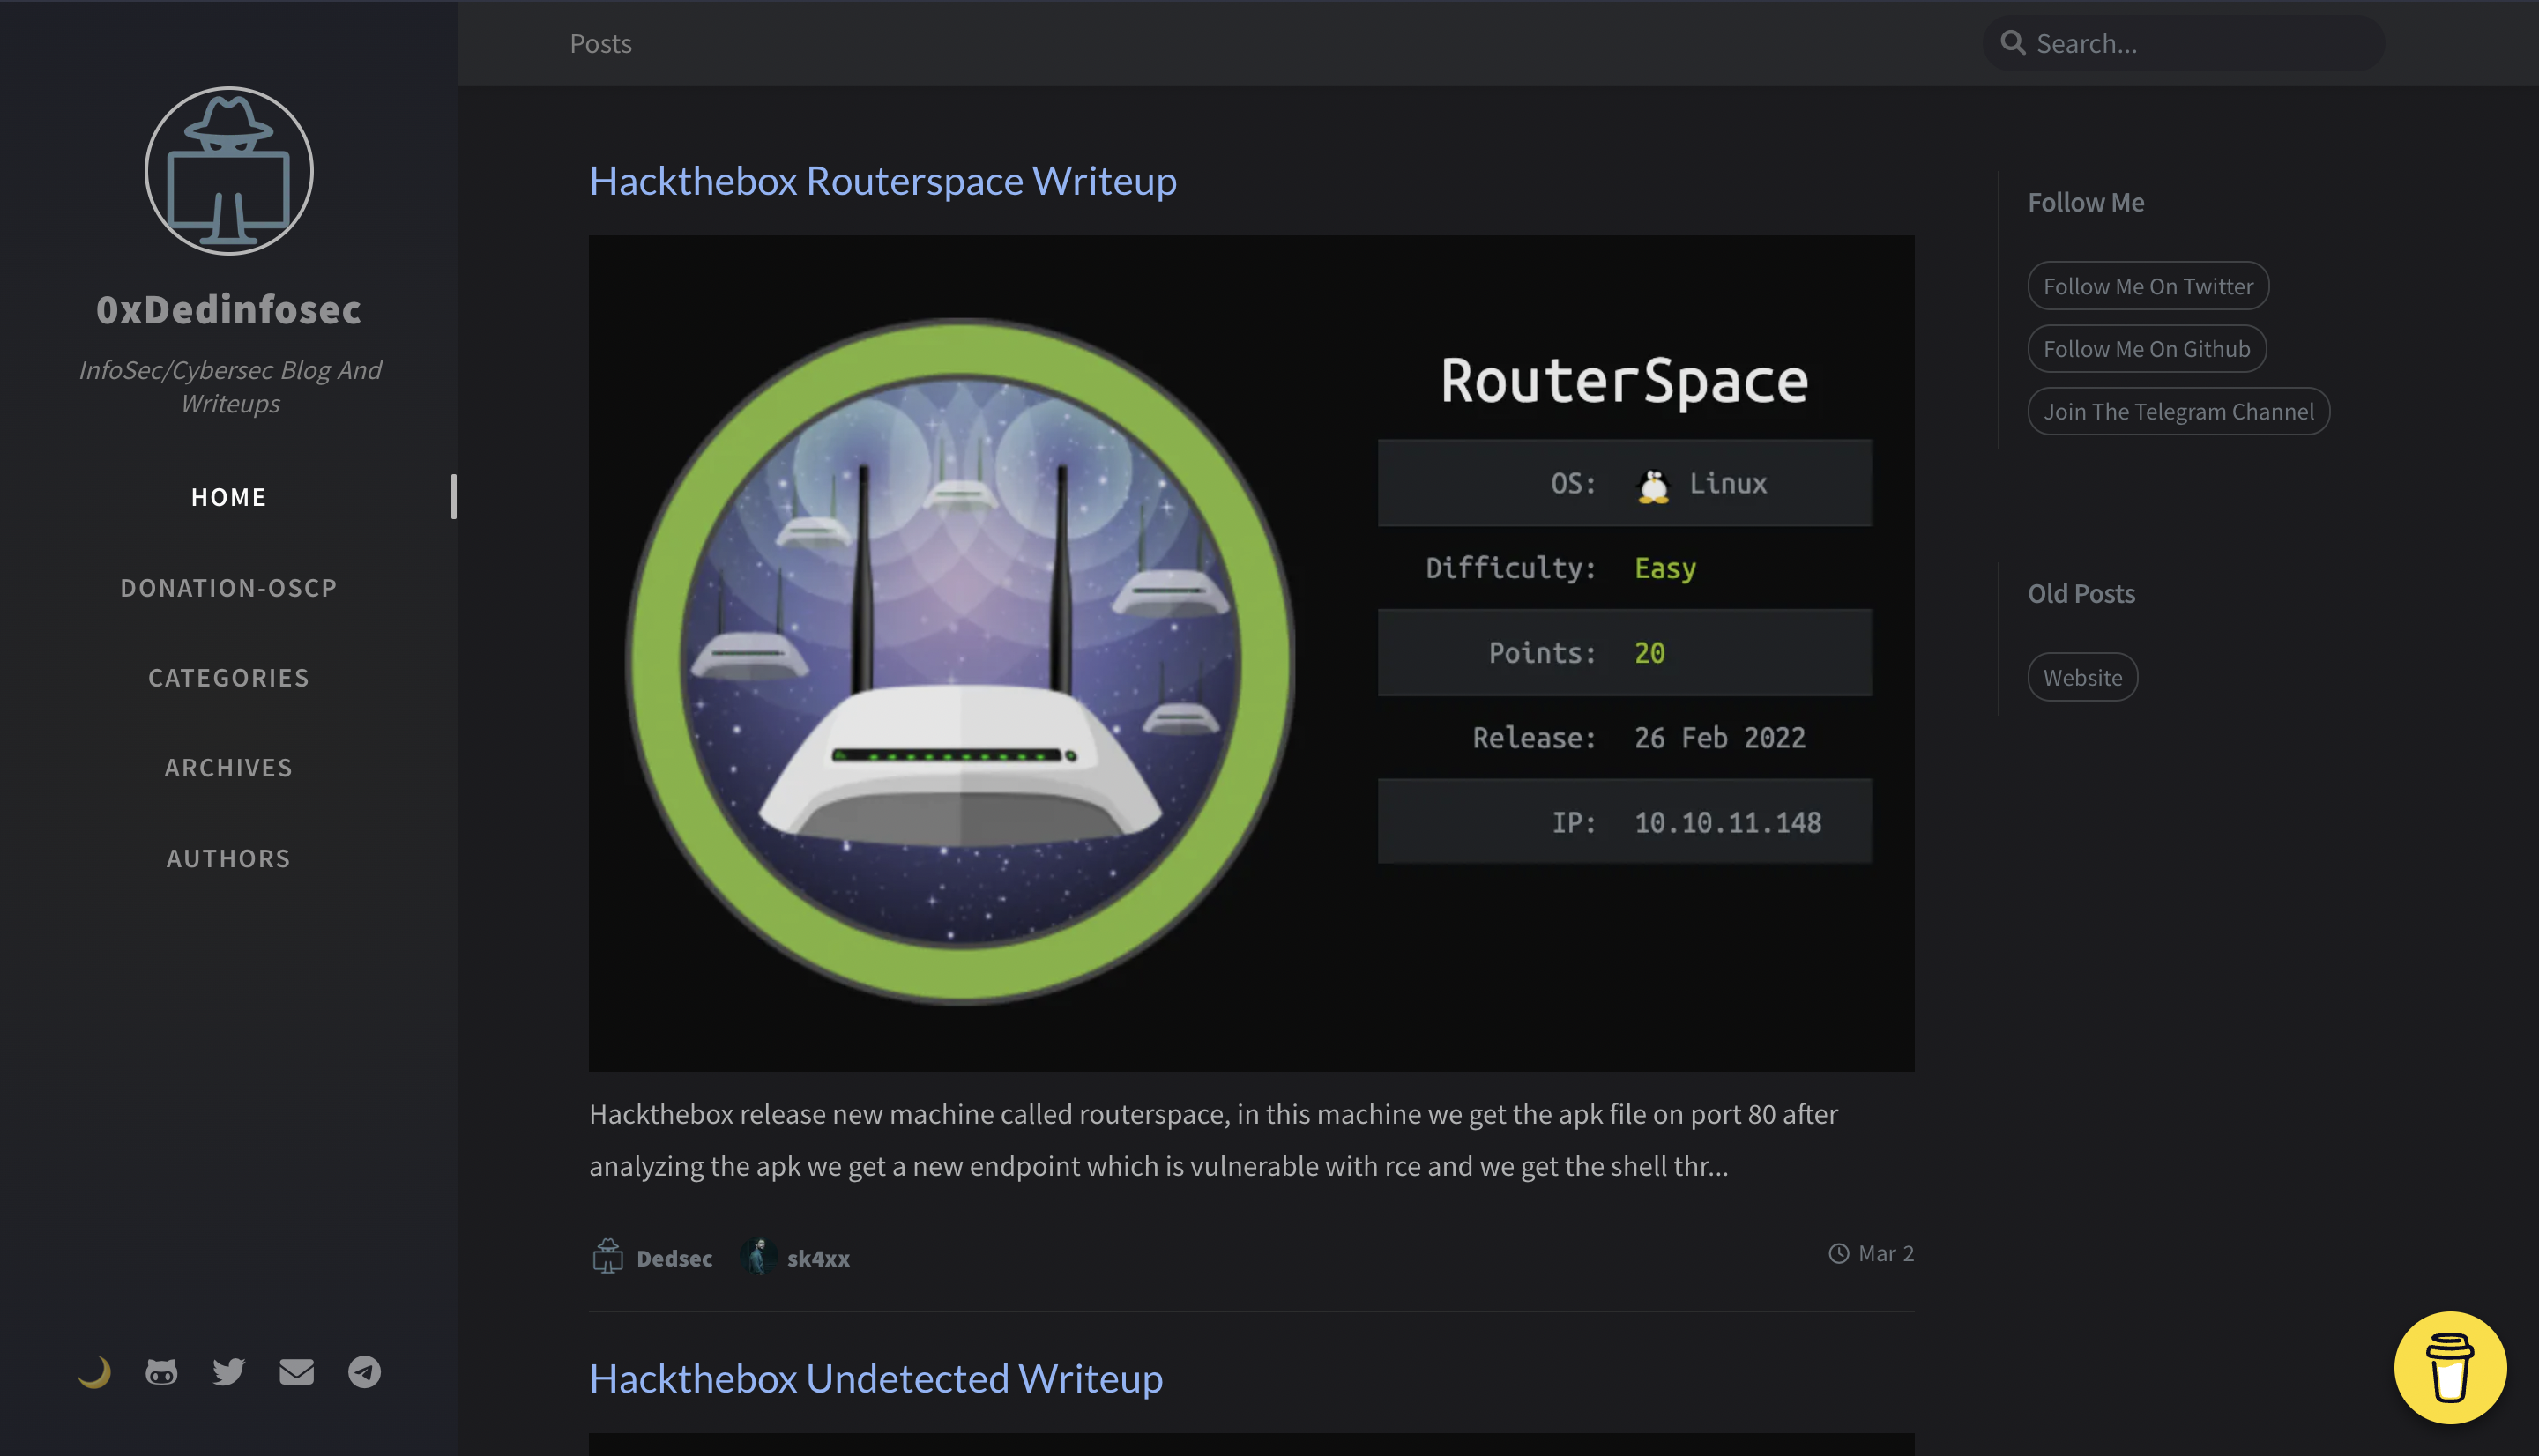 Posts
Search...
0xDedinfosec
InfoSec/Cybersec Blog And
Writeups
HOME
DONATION-OSCP
CATEGORIES
ARCHIVES
AUTHORS
Hackthebox Routerspace Writeup
RouterSpace
OS: Linux
Difficulty: Easy
Points: 20
Release: 26 Feb 2022
IP: 10.10.11.148
Hackthebox release new machine called routerspace, in this machine we get the apk file on port 80 after
analyzing the apk we get a new endpoint which is vulnerable with rce and we get the shell thr...
Dedsec sk4xx
Mar 2
Hackthebox Undetected Writeup
Follow Me
Follow Me On Twitter
Follow Me On Github
Join The Telegram Channel
Old Posts
Website